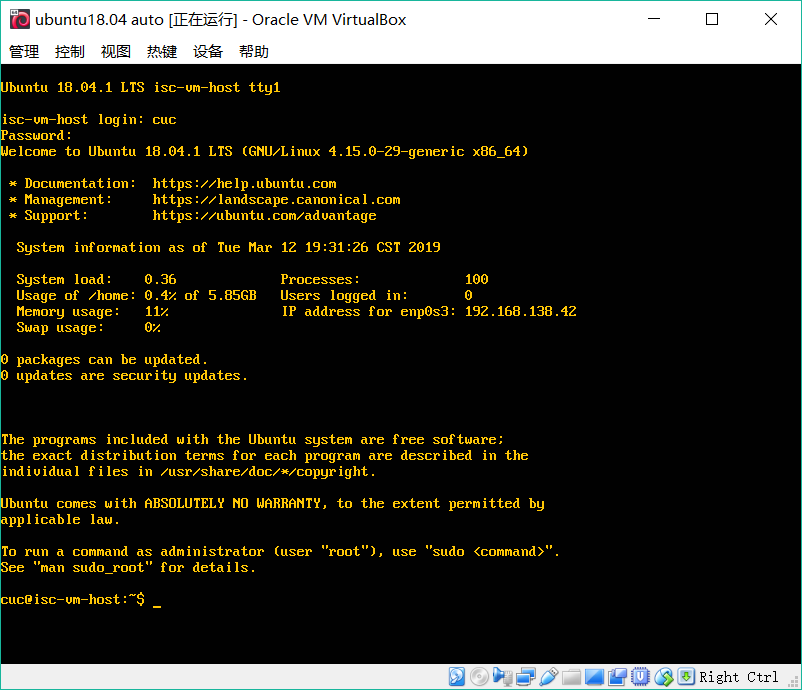 ubuntu18.04 auto [正在运行] - Oracle VM VirtualBox
管理 控制 视图 热键 设备 帮助
Ubuntu 18.04.1 LTS isc-vm-host tty1
isc-vm-host login: cuc
Password:
Welcome to Ubuntu 18.04.1 LTS (GNU/Linux 4.15.0-29-generic x86_64)
* Documentation: https://help.ubuntu.com
* Management: https://landscape.canonical.com
* Support: https://ubuntu.com/advantage
System information as of Tue Mar 12 19:31:26 CST 2019
System load: 0.36 Processes: 100
Usage of /home: 0.4% of 5.85GB Users logged in: 0
Memory usage: 11% IP address for enp0s3: 192.168.138.42
Swap usage: 0%
0 packages can be updated.
0 updates are security updates.
The programs included with the Ubuntu system are free software;
the exact distribution terms for each program are described in the
individual files in /usr/share/doc/*/copyright.
Ubuntu comes with ABSOLUTELY NO WARRANTY, to the extent permitted by
applicable law.
To run a command as administrator (user "root"), use "sudo <command>".
See "man sudo_root" for details.
cuc@isc-vm-host:~$ _
Right Ctrl